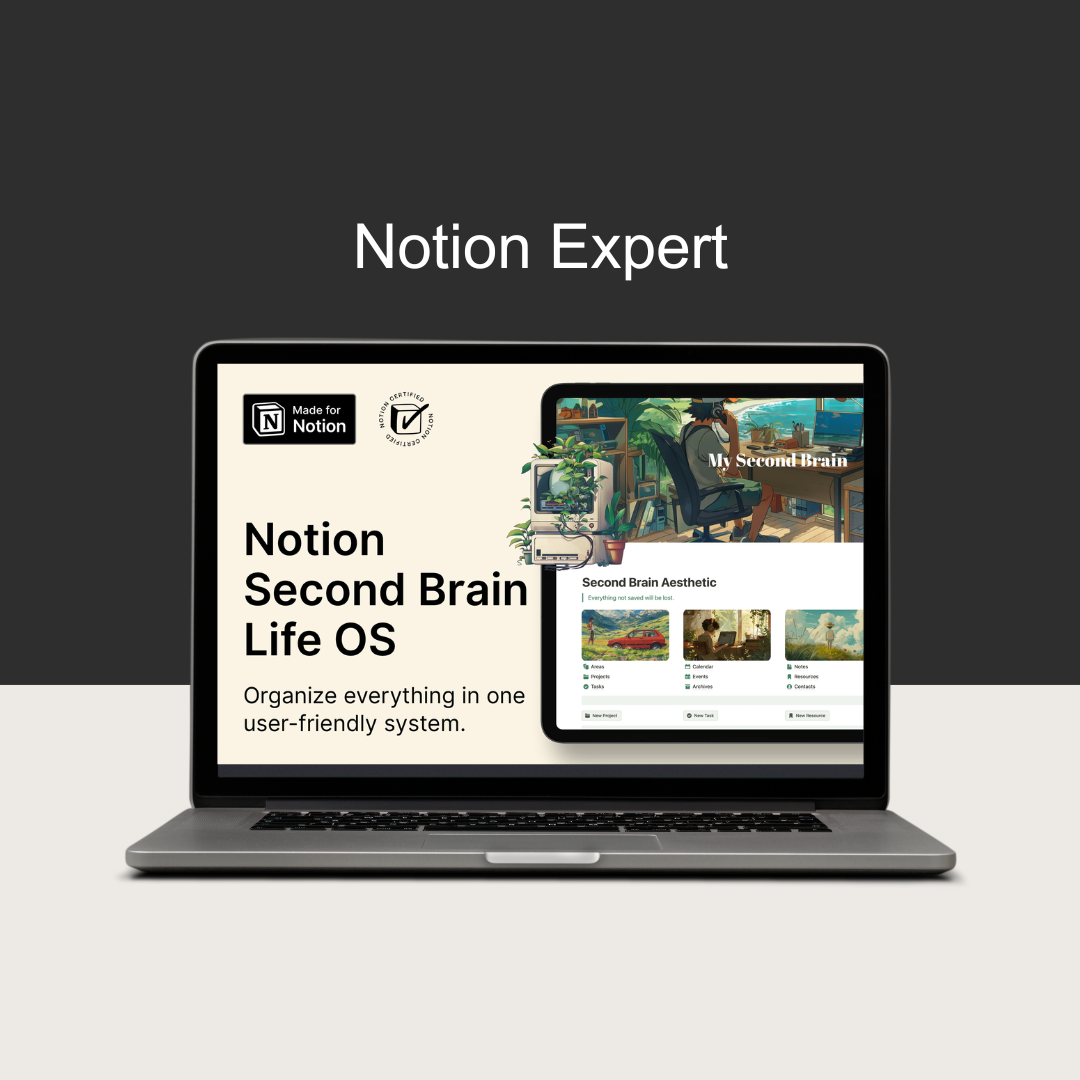 Notion Expert
Made for
Notion
NOTION CERTIFIED
NOTION CERTIFIED
My Second Brain
Notion
Second Brain
Life OS
Organize everything in one
user-friendly system.
Second Brain Aesthetic
Everything not saved will be lost.
Areas
Projects
Tasks
Calendar
Events
Archives
Notes
Resources
Contacts
New Project
New Task
New Resource